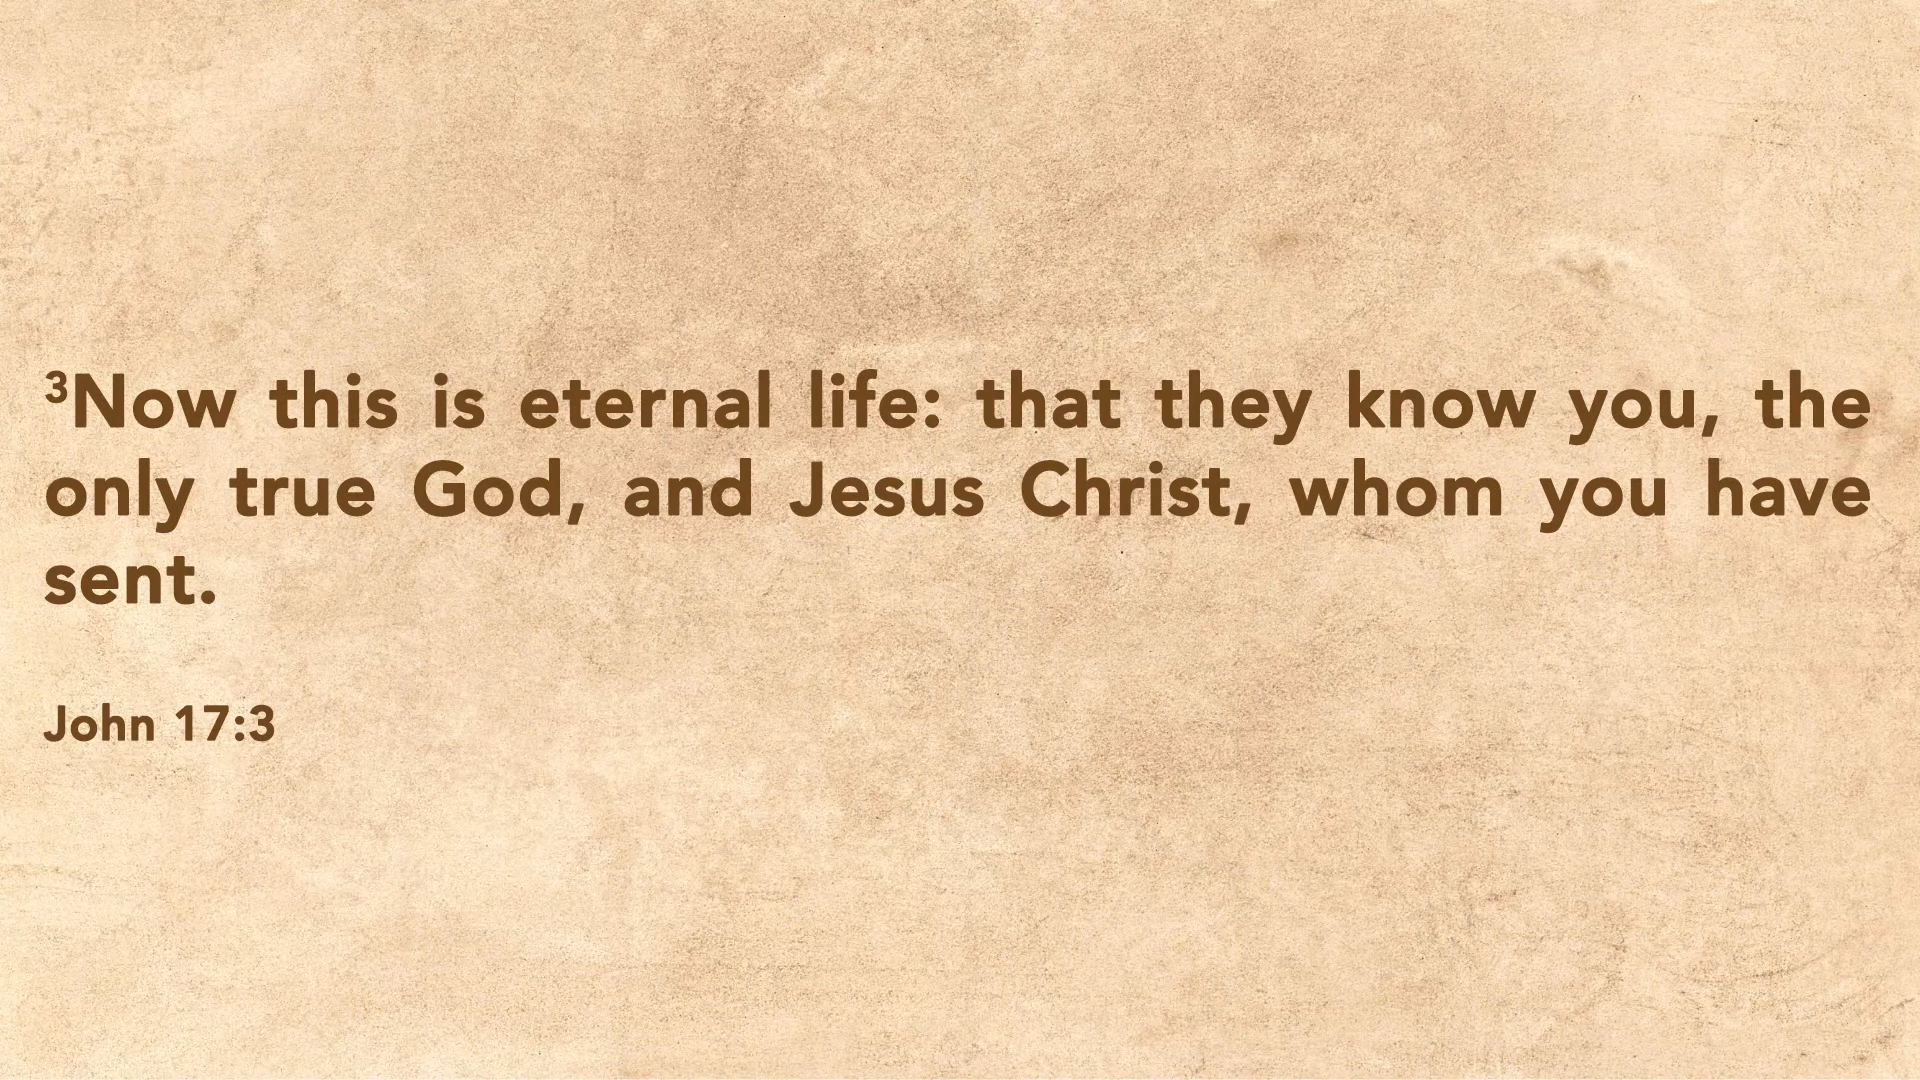 ³Now this is eternal life: that they know you, the
only true God, and Jesus Christ, whom you have
sent.
John 17:3